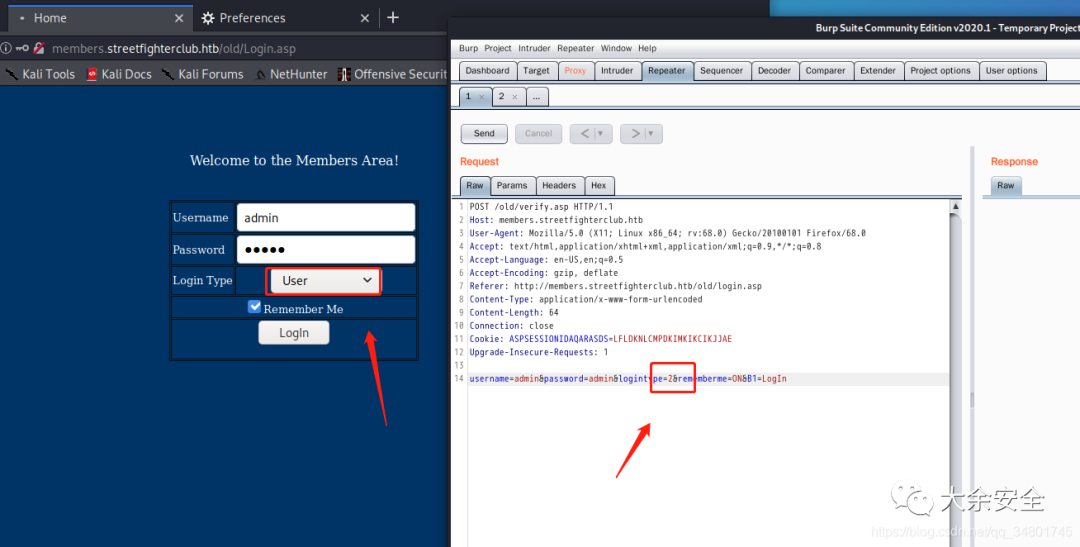 Home
Preferences
members.streetfighterclub.htb/old/Login.asp
Kali Tools Kali Docs Kali Forums NetHunter Offensive Securit
Welcome to the Members Area!
Username admin
Password
Login Type User
Remember Me
LogIn
Burp Suite Community Edition v2020.1 - Temporary Project
Burp Project Intruder Repeater Window Help
Dashboard Target Proxy Intruder Repeater Sequencer Decoder Comparer Extender Project options User options
1 × 2 × ...
Send Cancel < >
Request
Raw Params Headers Hex
1 POST /old/verify.asp HTTP/1.1
2 Host: members.streetfighterclub.htb
3 User-Agent: Mozilla/5.0 (X11; Linux x86_64; rv:68.0) Gecko/20100101 Firefox/68.0
4 Accept: text/html,application/xhtml+xml,application/xml;q=0.9,*/*;q=0.8
5 Accept-Language: en-US,en;q=0.5
6 Accept-Encoding: gzip, deflate
7 Referer: http://members.streetfighterclub.htb/old/login.asp
8 Content-Type: application/x-www-form-urlencoded
9 Content-Length: 64
10 Connection: close
11 Cookie: ASPSESSIONIDAQARASDS=LFLDKNLCMPDKIMKIKCIKJJAE
12 Upgrade-Insecure-Requests: 1
13
14 username=admin&password=admin&logintype=2&rememberme=ON&B1=LogIn
Response
Raw
大余安全
https://blog.csdn.net/qq_34801745